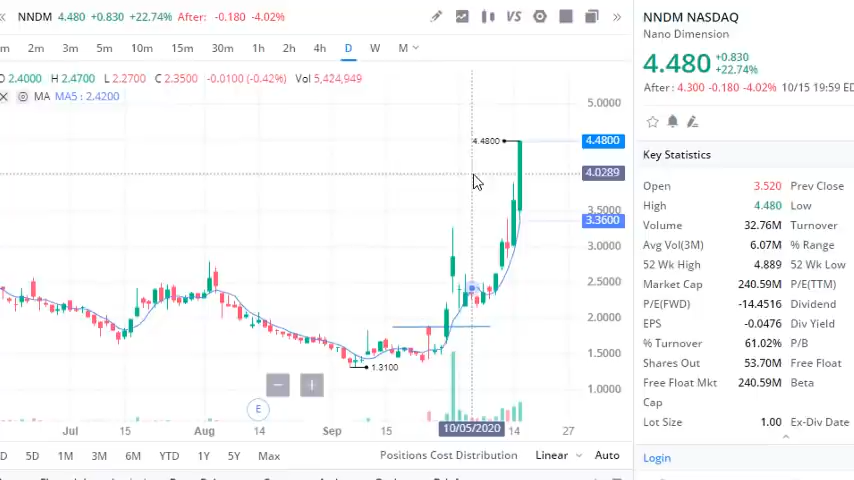 NNDM 4.480 +0.830 +22.74% After: -0.180 -4.02% VS
NNDM NASDAQ
Nano Dimension
m 2m 3m 5m 10m 15m 30m 1h 2h 4h D W M
4.480 +0.830
+22.74%
O 2.4000 H 2.4700 L 2.2700 C 2.3500 -0.0100 (-0.42%) Vol 5,424,949
After : 4.300 -0.180 -4.02% 10/15 19:59 ED
MA MA5: 2.4200
5.0000
4.4800 4.4800
4.0289
3.5000
3.3600
3.0000
2.5000
2.0000
1.5000
1.3100
1.0000
E
Jul 15 Aug 14 Sep 15 10/05/2020 14 27
D 5D 1M 3M 6M YTD 1Y 5Y Max Positions Cost Distribution Linear Auto
Key Statistics
Open 3.520 Prev Close
High 4.480 Low
Volume 32.76M Turnover
Avg Vol(3M) 6.07M % Range
52 Wk High 4.889 52 Wk Low
Market Cap 240.59M P/E(TTM)
P/E(FWD) -14.4516 Dividend
EPS -0.0476 Div Yield
% Turnover 61.02% P/B
Shares Out 53.70M Free Float
Free Float Mkt 240.59M Beta
Cap
Lot Size 1.00 Ex-Div Date
Login